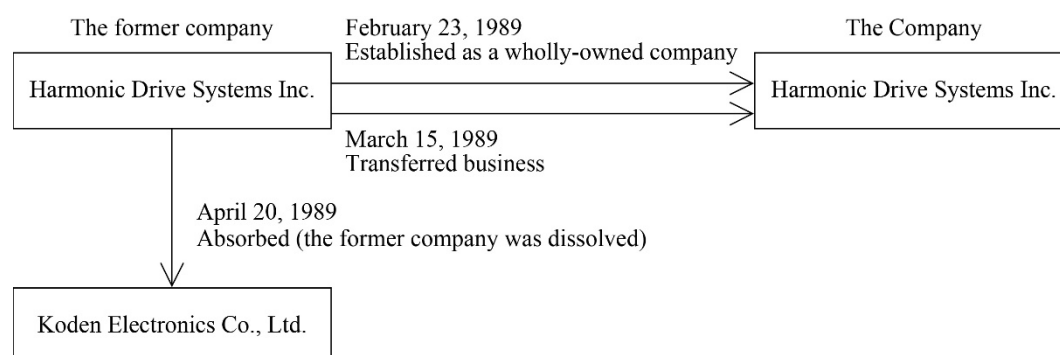 The former company
February 23, 1989
Established as a wholly-owned company
The Company
Harmonic Drive Systems Inc.
Harmonic Drive Systems Inc.
March 15, 1989
Transferred business
April 20, 1989
Absorbed (the former company was dissolved)
Koden Electronics Co., Ltd.